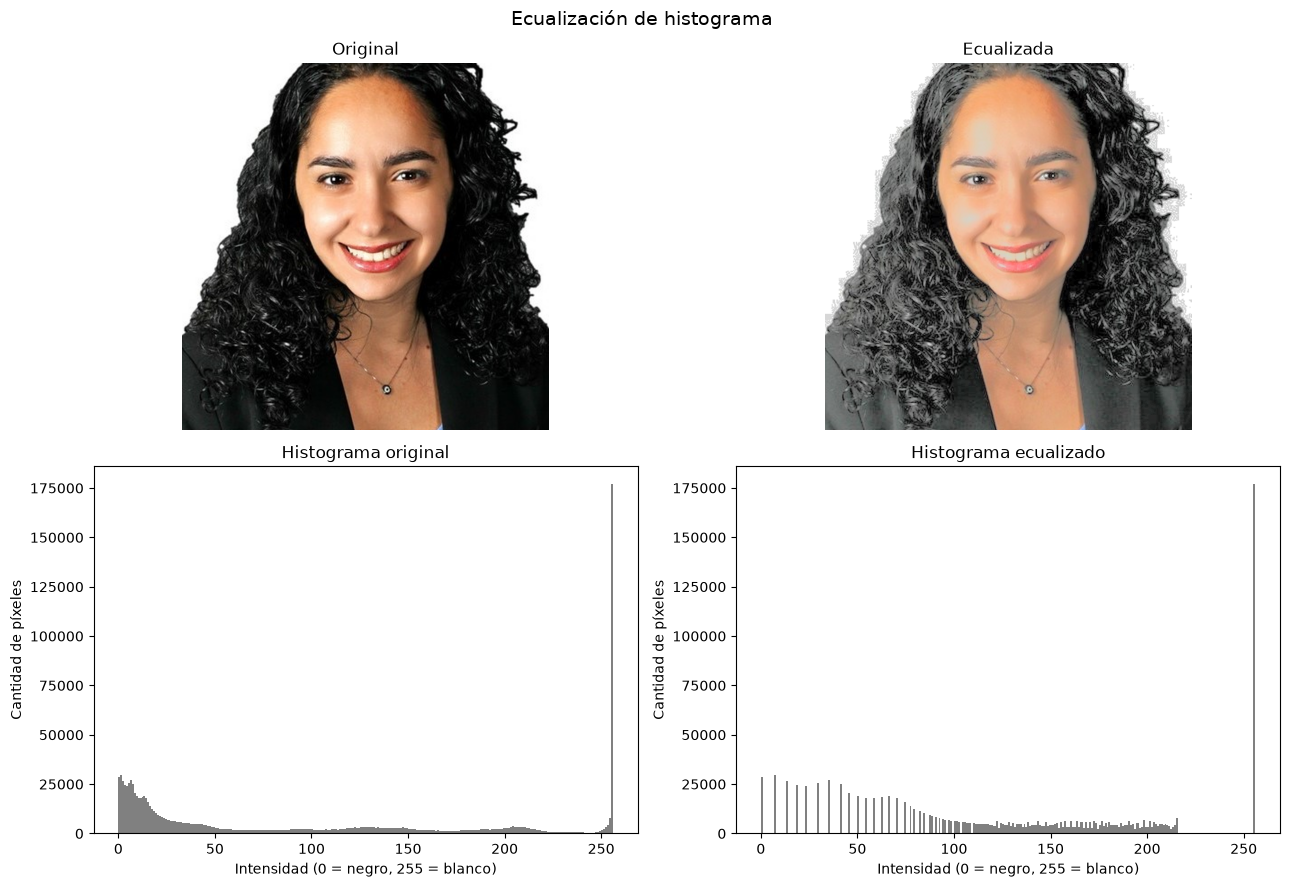 Ecualización de histograma
Original
Ecualizada
Histograma original
Histograma ecualizado
Cantidad de píxeles
175000
150000
125000
100000
75000
50000
25000
0
0 50 100 150 200 250
Intensidad (0 = negro, 255 = blanco)
Cantidad de píxeles
175000
150000
125000
100000
75000
50000
25000
0
0 50 100 150 200 250
Intensidad (0 = negro, 255 = blanco)